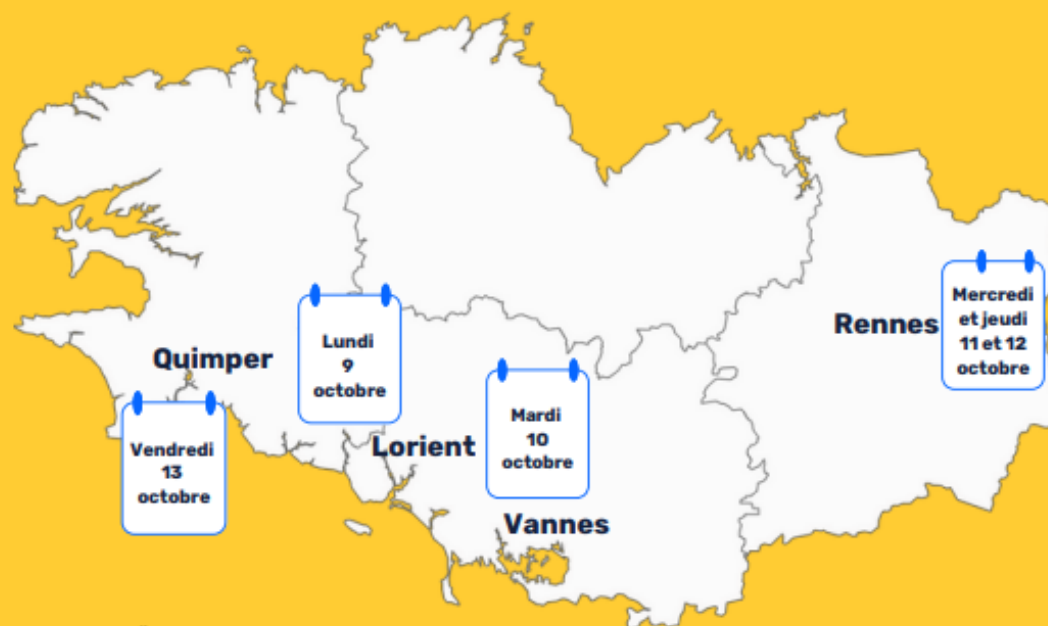 Quimper
Vendredi
13
octobre
Lundi
9
octobre
Lorient
Mardi
10
octobre
Vannes
Rennes
Mercredi
et jeudi
11 et 12
octobre